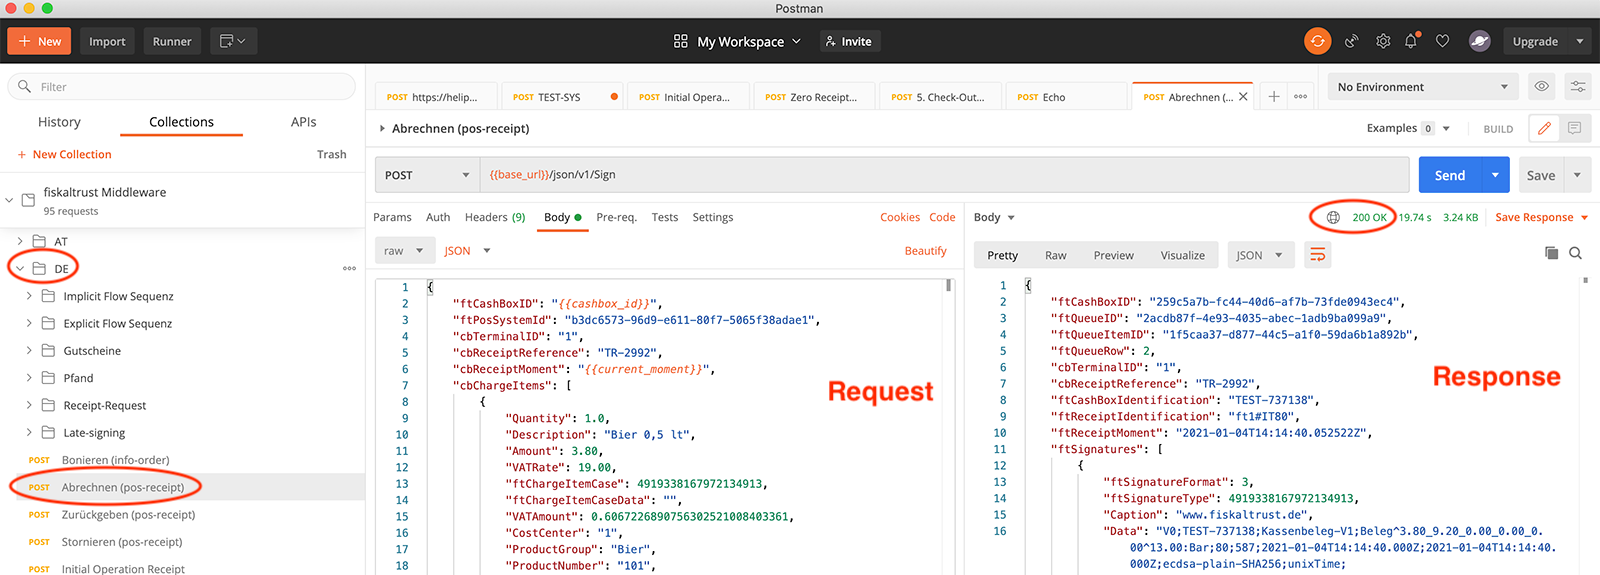 Postman
New Import Runner My Workspace Invite Upgrade
Filter
History Collections APIs
+ New Collection Trash
fiskaltrust Middleware
95 requests
AT
DE
Implicit Flow Sequenz
Explicit Flow Sequenz
Gutscheine
Pfand
Receipt-Request
Late-signing
POST Bonieren (info-order)
POST Abrechnen (pos-receipt)
POST Zurückgeben (pos-receipt)
POST Stornieren (pos-receipt)
POST Initial Operation Receipt
POST https://help... POST TEST-SYS POST Initial Opera... POST Zero Receipt... POST 5. Check-Out... POST Echo POST Abrechnen (... No Environment
Abrechnen (pos-receipt) Examples 0 BUILD
POST {{base_url}}/json/v1/Sign Send Save
Params Auth Headers (9) Body Pre-req. Tests Settings Cookies Code
raw JSON Beautify
1 {
2 "ftCashBoxID": "{{cashbox_id}}",
3 "ftPosSystemId": "b3dc6573-96d9-e611-80f7-5065f38adae1",
4 "cbTerminalID": "1",
5 "cbReceiptReference": "TR-2992",
6 "cbReceiptMoment": "{{current_moment}}",
7 "cbChargeItems": [
8 {
9 "Quantity": 1.0,
10 "Description": "Bier 0,5 lt",
11 "Amount": 3.80,
12 "VATRate": 19.00,
13 "ftChargeItemCase": 4919338167972134913,
14 "ftChargeItemCaseData": "",
15 "VATAmount": 0.6067226890756302521008403361,
16 "CostCenter": "1",
17 "ProductGroup": "Bier",
18 "ProductNumber": "101",
Request
Body 200 OK 19.74 s 3.24 KB Save Response
Pretty Raw Preview Visualize JSON
1 {
2 "ftCashBoxID": "259c5a7b-fc44-40d6-af7b-73fde0943ec4",
3 "ftQueueID": "2acdb87f-4e93-4035-abec-1adb9ba099a9",
4 "ftQueueItemID": "1f5caa37-d877-44c5-a1f0-59da6b1a892b",
5 "ftQueueRow": 2,
6 "cbTerminalID": "1",
7 "cbReceiptReference": "TR-2992",
8 "ftCashBoxIdentification": "TEST-737138",
9 "ftReceiptIdentification": "ft1#IT80",
10 "ftReceiptMoment": "2021-01-04T14:14:40.052522Z",
11 "ftSignatures": [
12 {
13 "ftSignatureFormat": 3,
14 "ftSignatureType": 4919338167972134913,
15 "Caption": "www.fiskaltrust.de",
16 "Data": "V0;TEST-737138;Kassenbeleg-V1;Beleg^3.80_9.20_0.00_0.00_0.
00^13.00:Bar;80;587;2021-01-04T14:14:40.000Z;2021-01-04T14:14:40.
000Z;ecdsa-plain-SHA256;unixTime;
Response